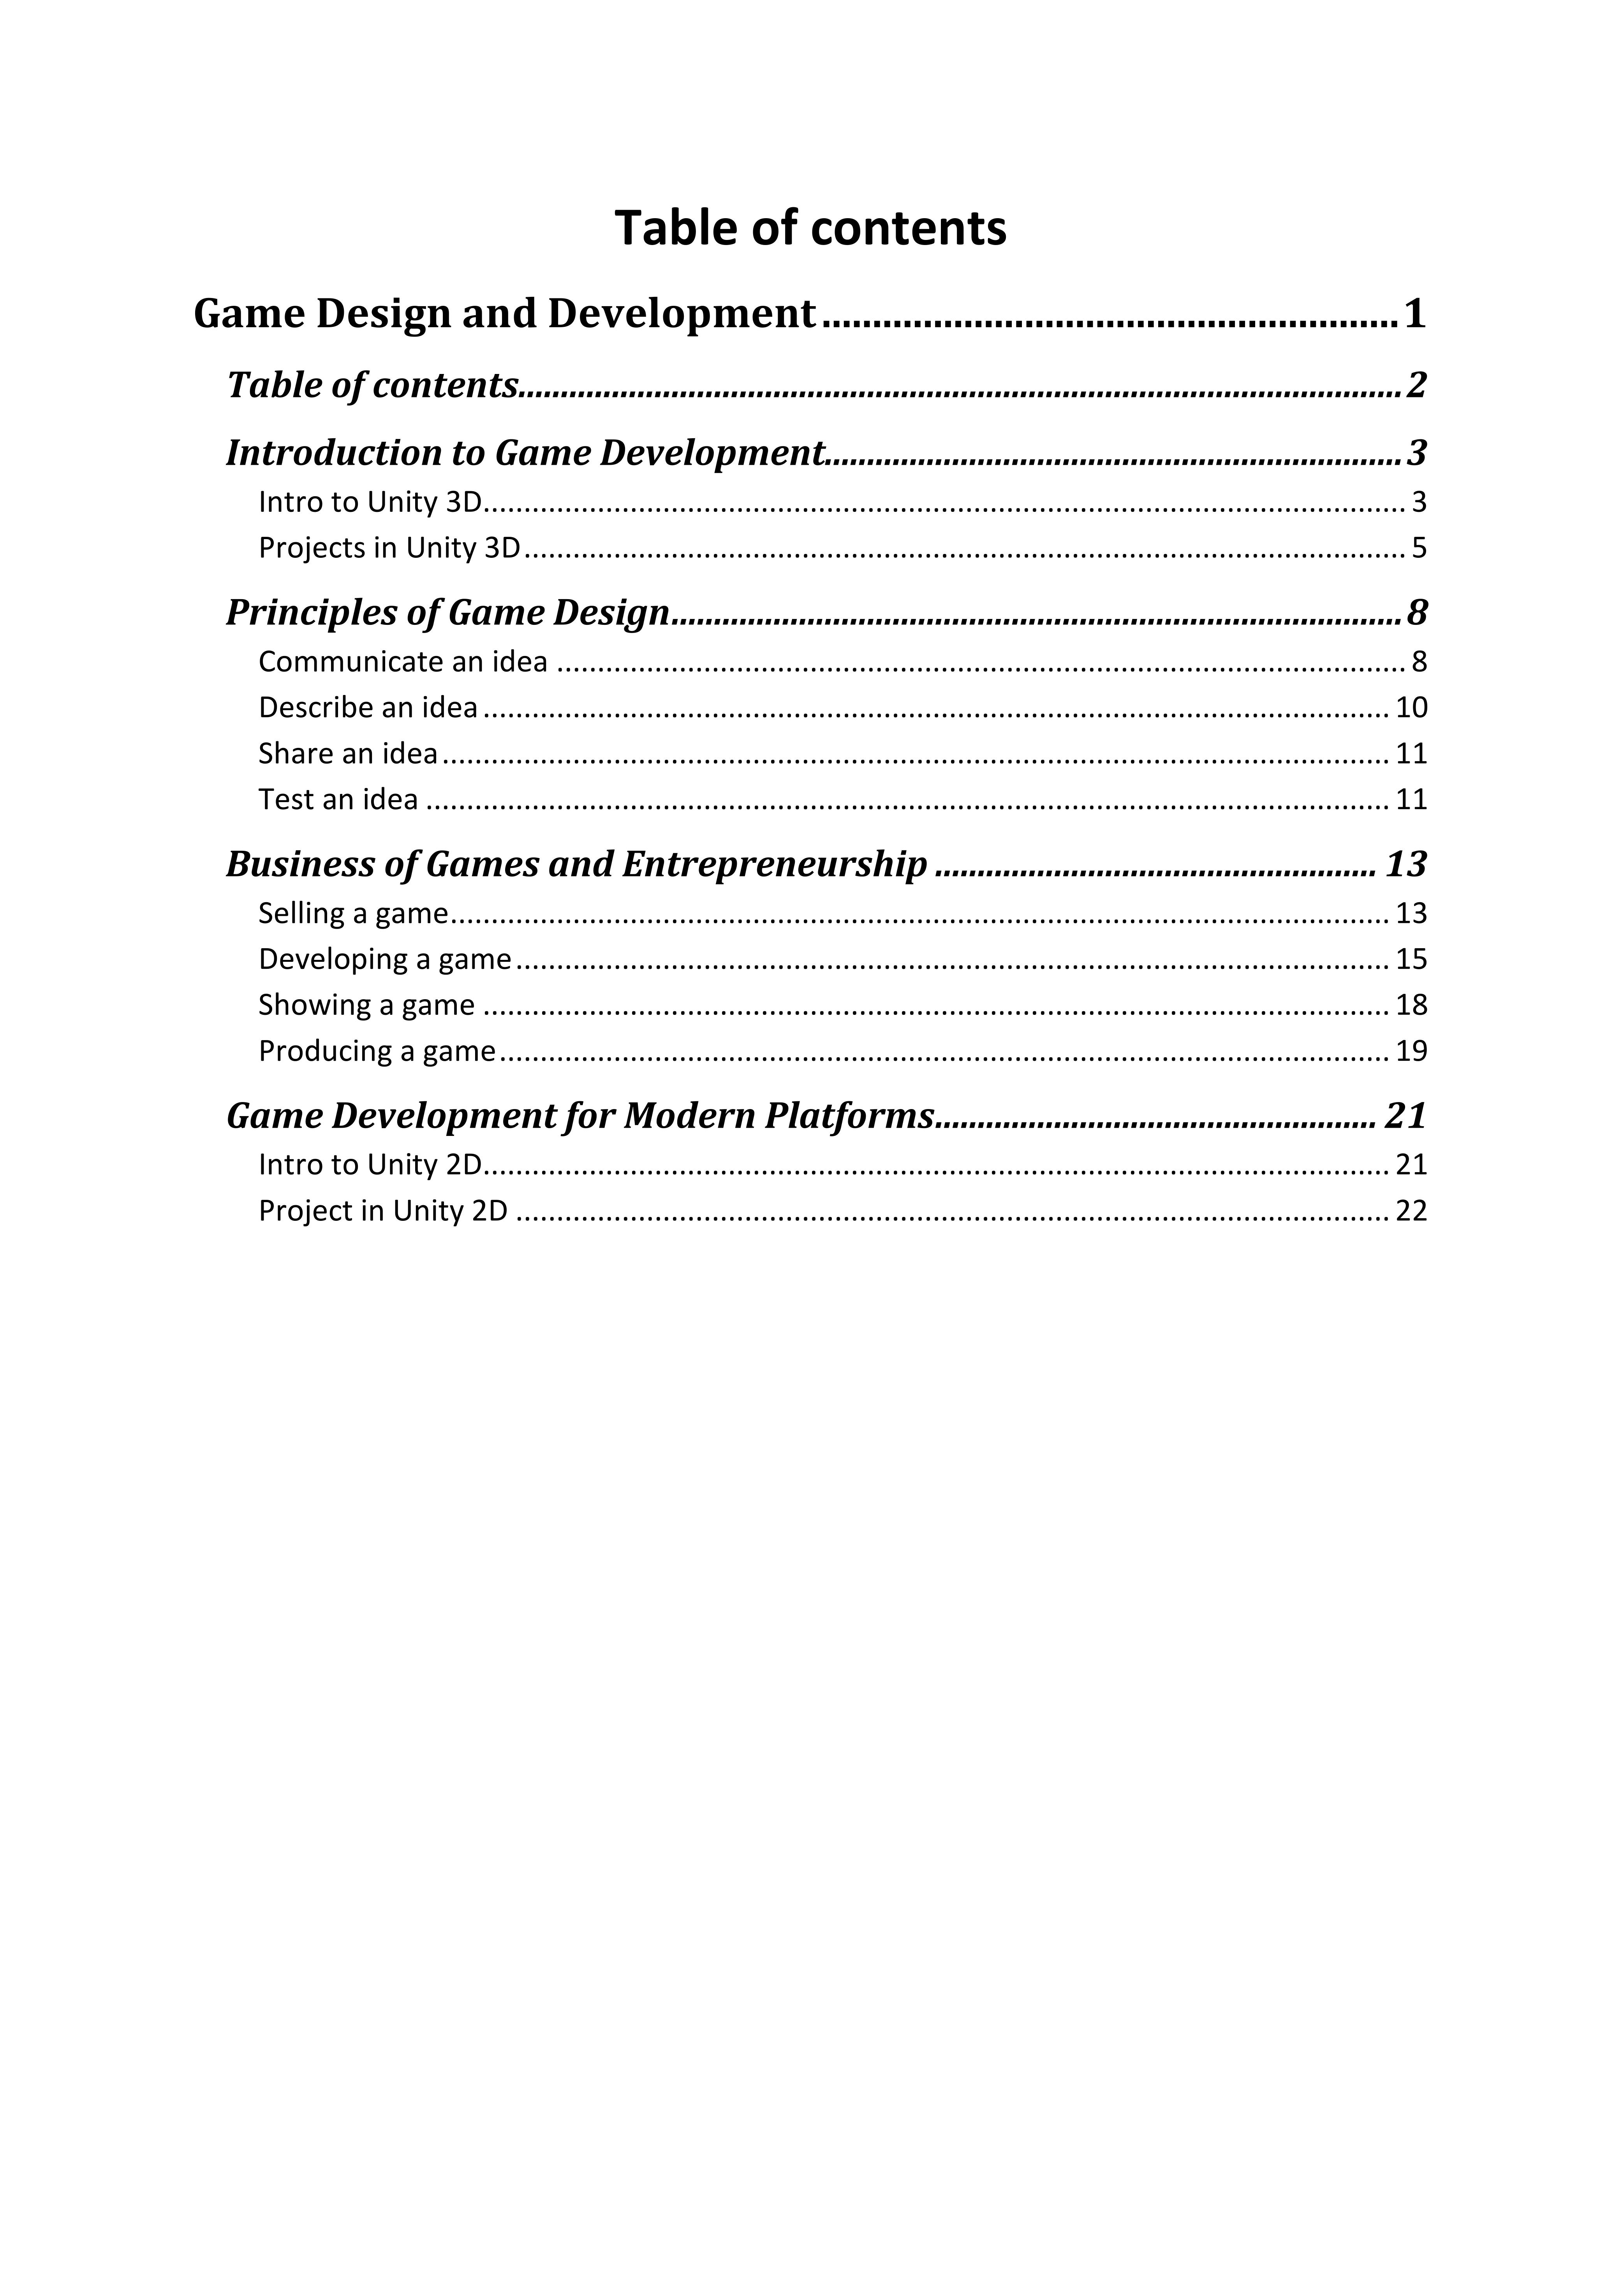 Table of contents
Game Design and Development 1
Table of contents 2
Introduction to Game Development 3
Intro to Unity 3D 3
Projects in Unity 3D 5
Principles of Game Design 8
Communicate an idea 8
Describe an idea 10
Share an idea 11
Test an idea 11
Business of Games and Entrepreneurship 13
Selling a game 13
Developing a game 15
Showing a game 18
Producing a game 19
Game Development for Modern Platforms 21
Intro to Unity 2D 21
Project in Unity 2D 22